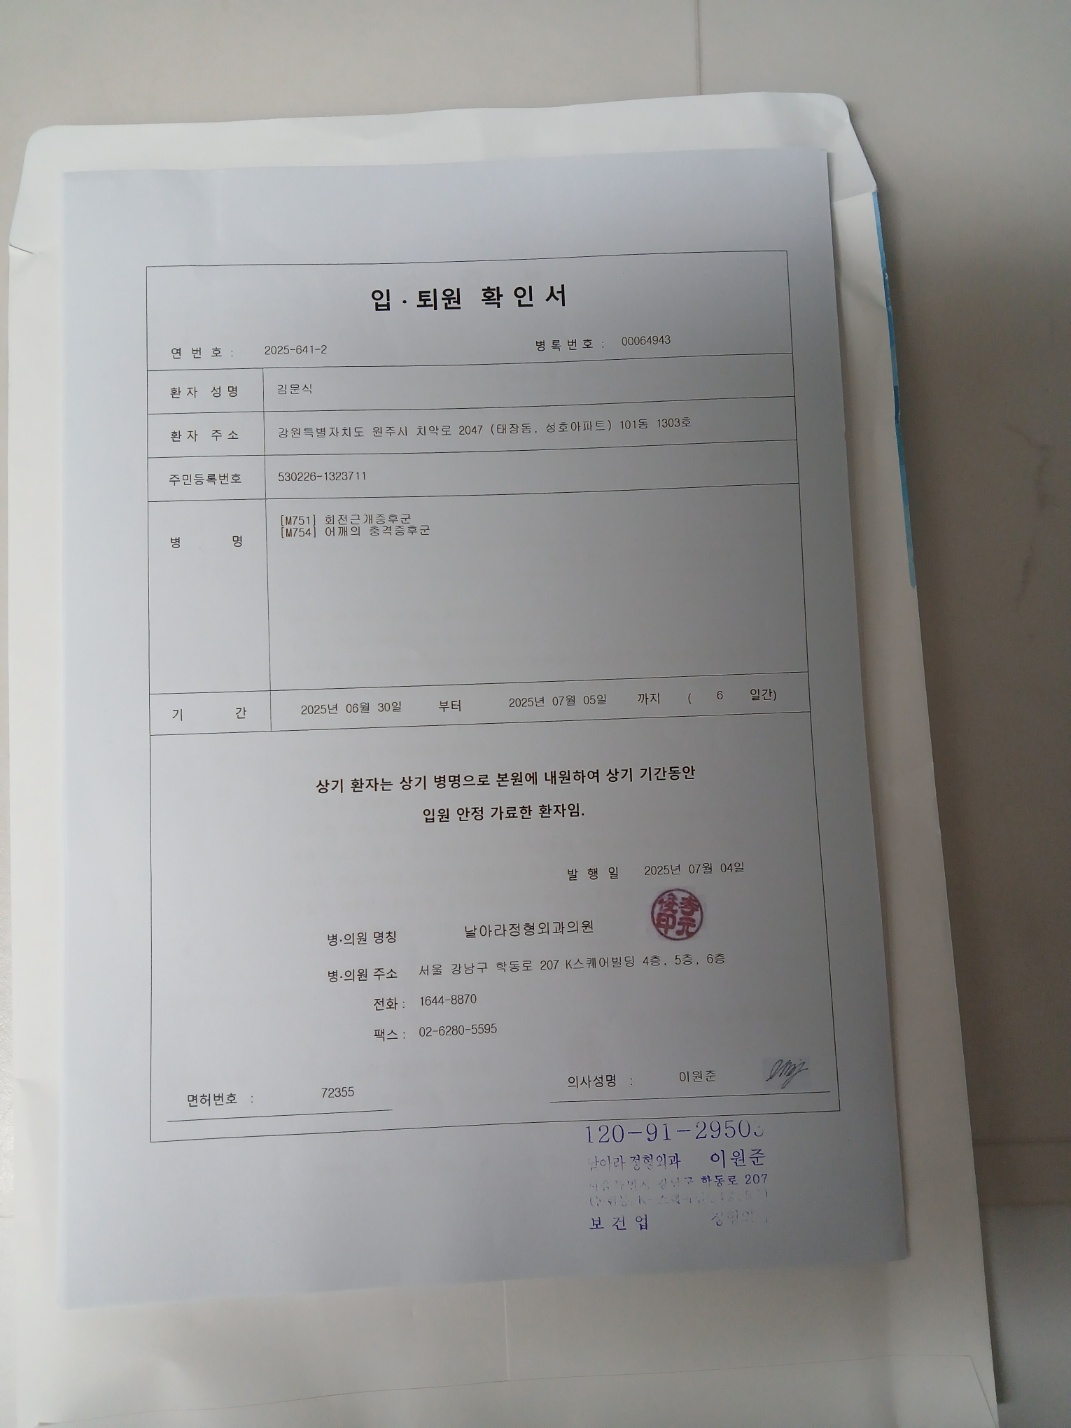 입 · 퇴원 확 인 서
연 번 호 : 2025-641-2 병 록 번 호 : 00064943
환 자 성 명 김문식
환 자 주 소 강원특별자치도 원주시 치악로 2047 (태장동, 성호아파트) 101동 1303호
주민등록번호 530226-1323711
[M751] 회전근개증후군
병 명 [M754] 어깨의 충격증후군
기 간 2025년 06월 30일 부터 2025년 07월 05일 까지 ( 6 일간)
상기 환자는 상기 병명으로 본원에 내원하여 상기 기간동안
입원 안정 가료한 환자임.
발 행 일 2025년 07월 04일
병·의원 명칭 날아라정형외과의원
李元俊印
병·의원 주소 서울 강남구 학동로 207 K스퀘어빌딩 4층, 5층, 6층
전화 : 1644-8870
팩스 : 02-6280-5595
면허번호 : 72355 의사성명 : 이원준
120-91-29503
날아라정형외과 이원준
학동로 207
보건업